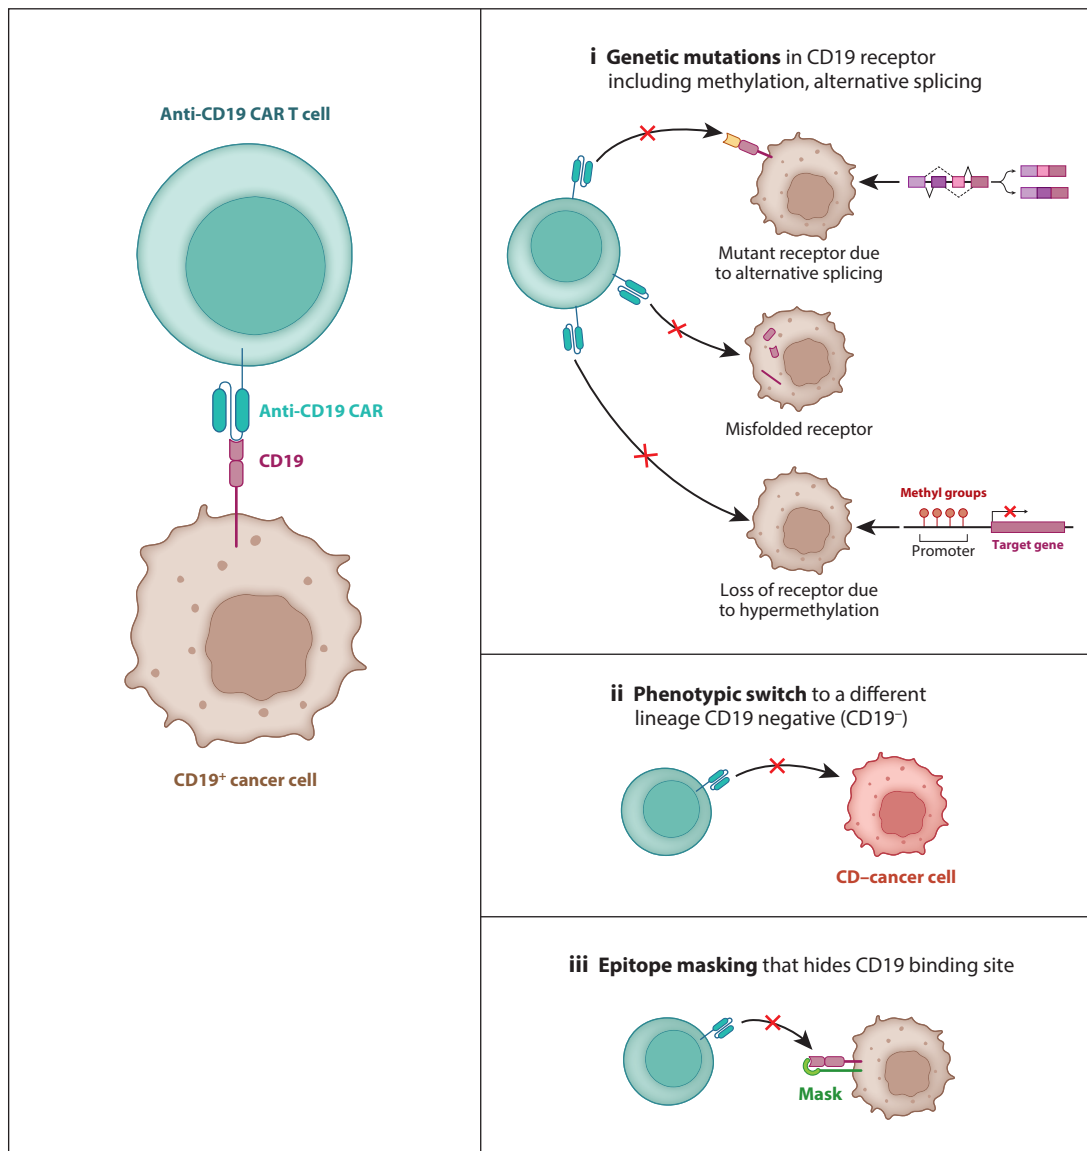 Anti-CD19 CAR T cell
Anti-CD19 CAR
CD19
CD19⁺ cancer cell
i Genetic mutations in CD19 receptor
including methylation, alternative splicing
Mutant receptor due
to alternative splicing
Misfolded receptor
Methyl groups
Promoter
Target gene
Loss of receptor due
to hypermethylation
ii Phenotypic switch to a different
lineage CD19 negative (CD19⁻)
CD–cancer cell
iii Epitope masking that hides CD19 binding site
Mask